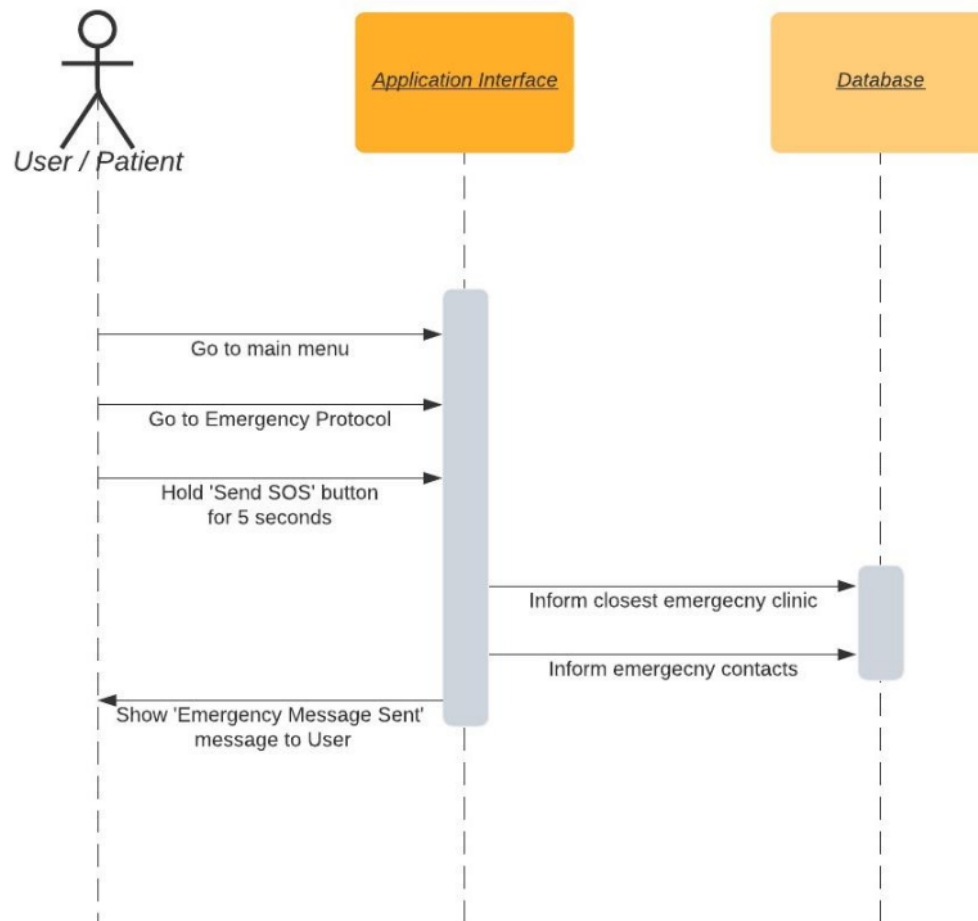 Application Interface
Database
User / Patient
Go to main menu
Go to Emergency Protocol
Hold 'Send SOS' button
for 5 seconds
Inform closest emergecny clinic
Inform emergecny contacts
Show 'Emergency Message Sent'
message to User